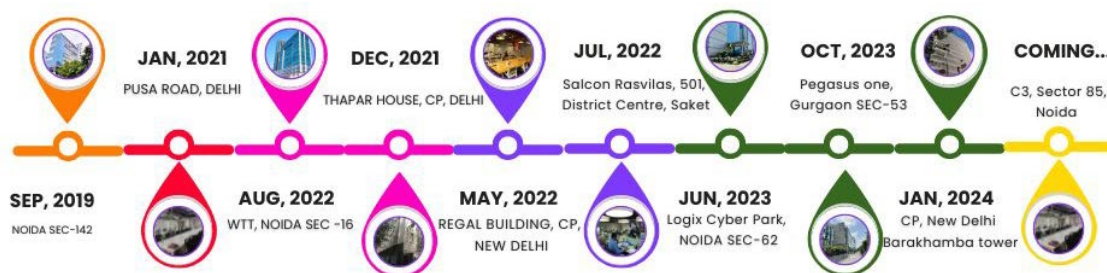 SEP, 2019
NOIDA SEC-142
JAN, 2021
PUSA ROAD, DELHI
AUG, 2022
WTT, NOIDA SEC -16
DEC, 2021
THAPAR HOUSE, CP, DELHI
MAY, 2022
REGAL BUILDING, CP,
NEW DELHI
JUL, 2022
Salcon Rasvilas, 501,
District Centre, Saket
JUN, 2023
Logix Cyber Park,
NOIDA SEC-62
OCT, 2023
Pegasus one,
Gurgaon SEC-53
JAN, 2024
CP, New Delhi
Barakhamba tower
COMING...
C3, Sector 85,
Noida